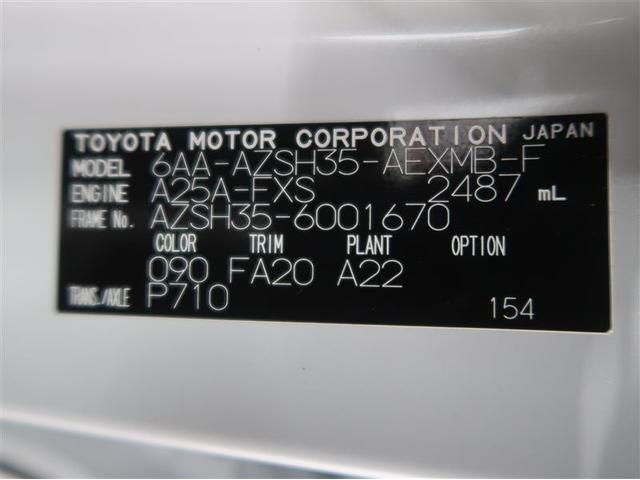 TOYOTA MOTOR CORPORATION JAPAN
MODEL 6AA-AZSH35-AEXMB-F
ENGINE A25A-FXS 2487 mL
FRAME No. AZSH35-6001670
COLOR TRIM PLANT OPTION
090 FA20 A22
TRANS./AXLE P710 154